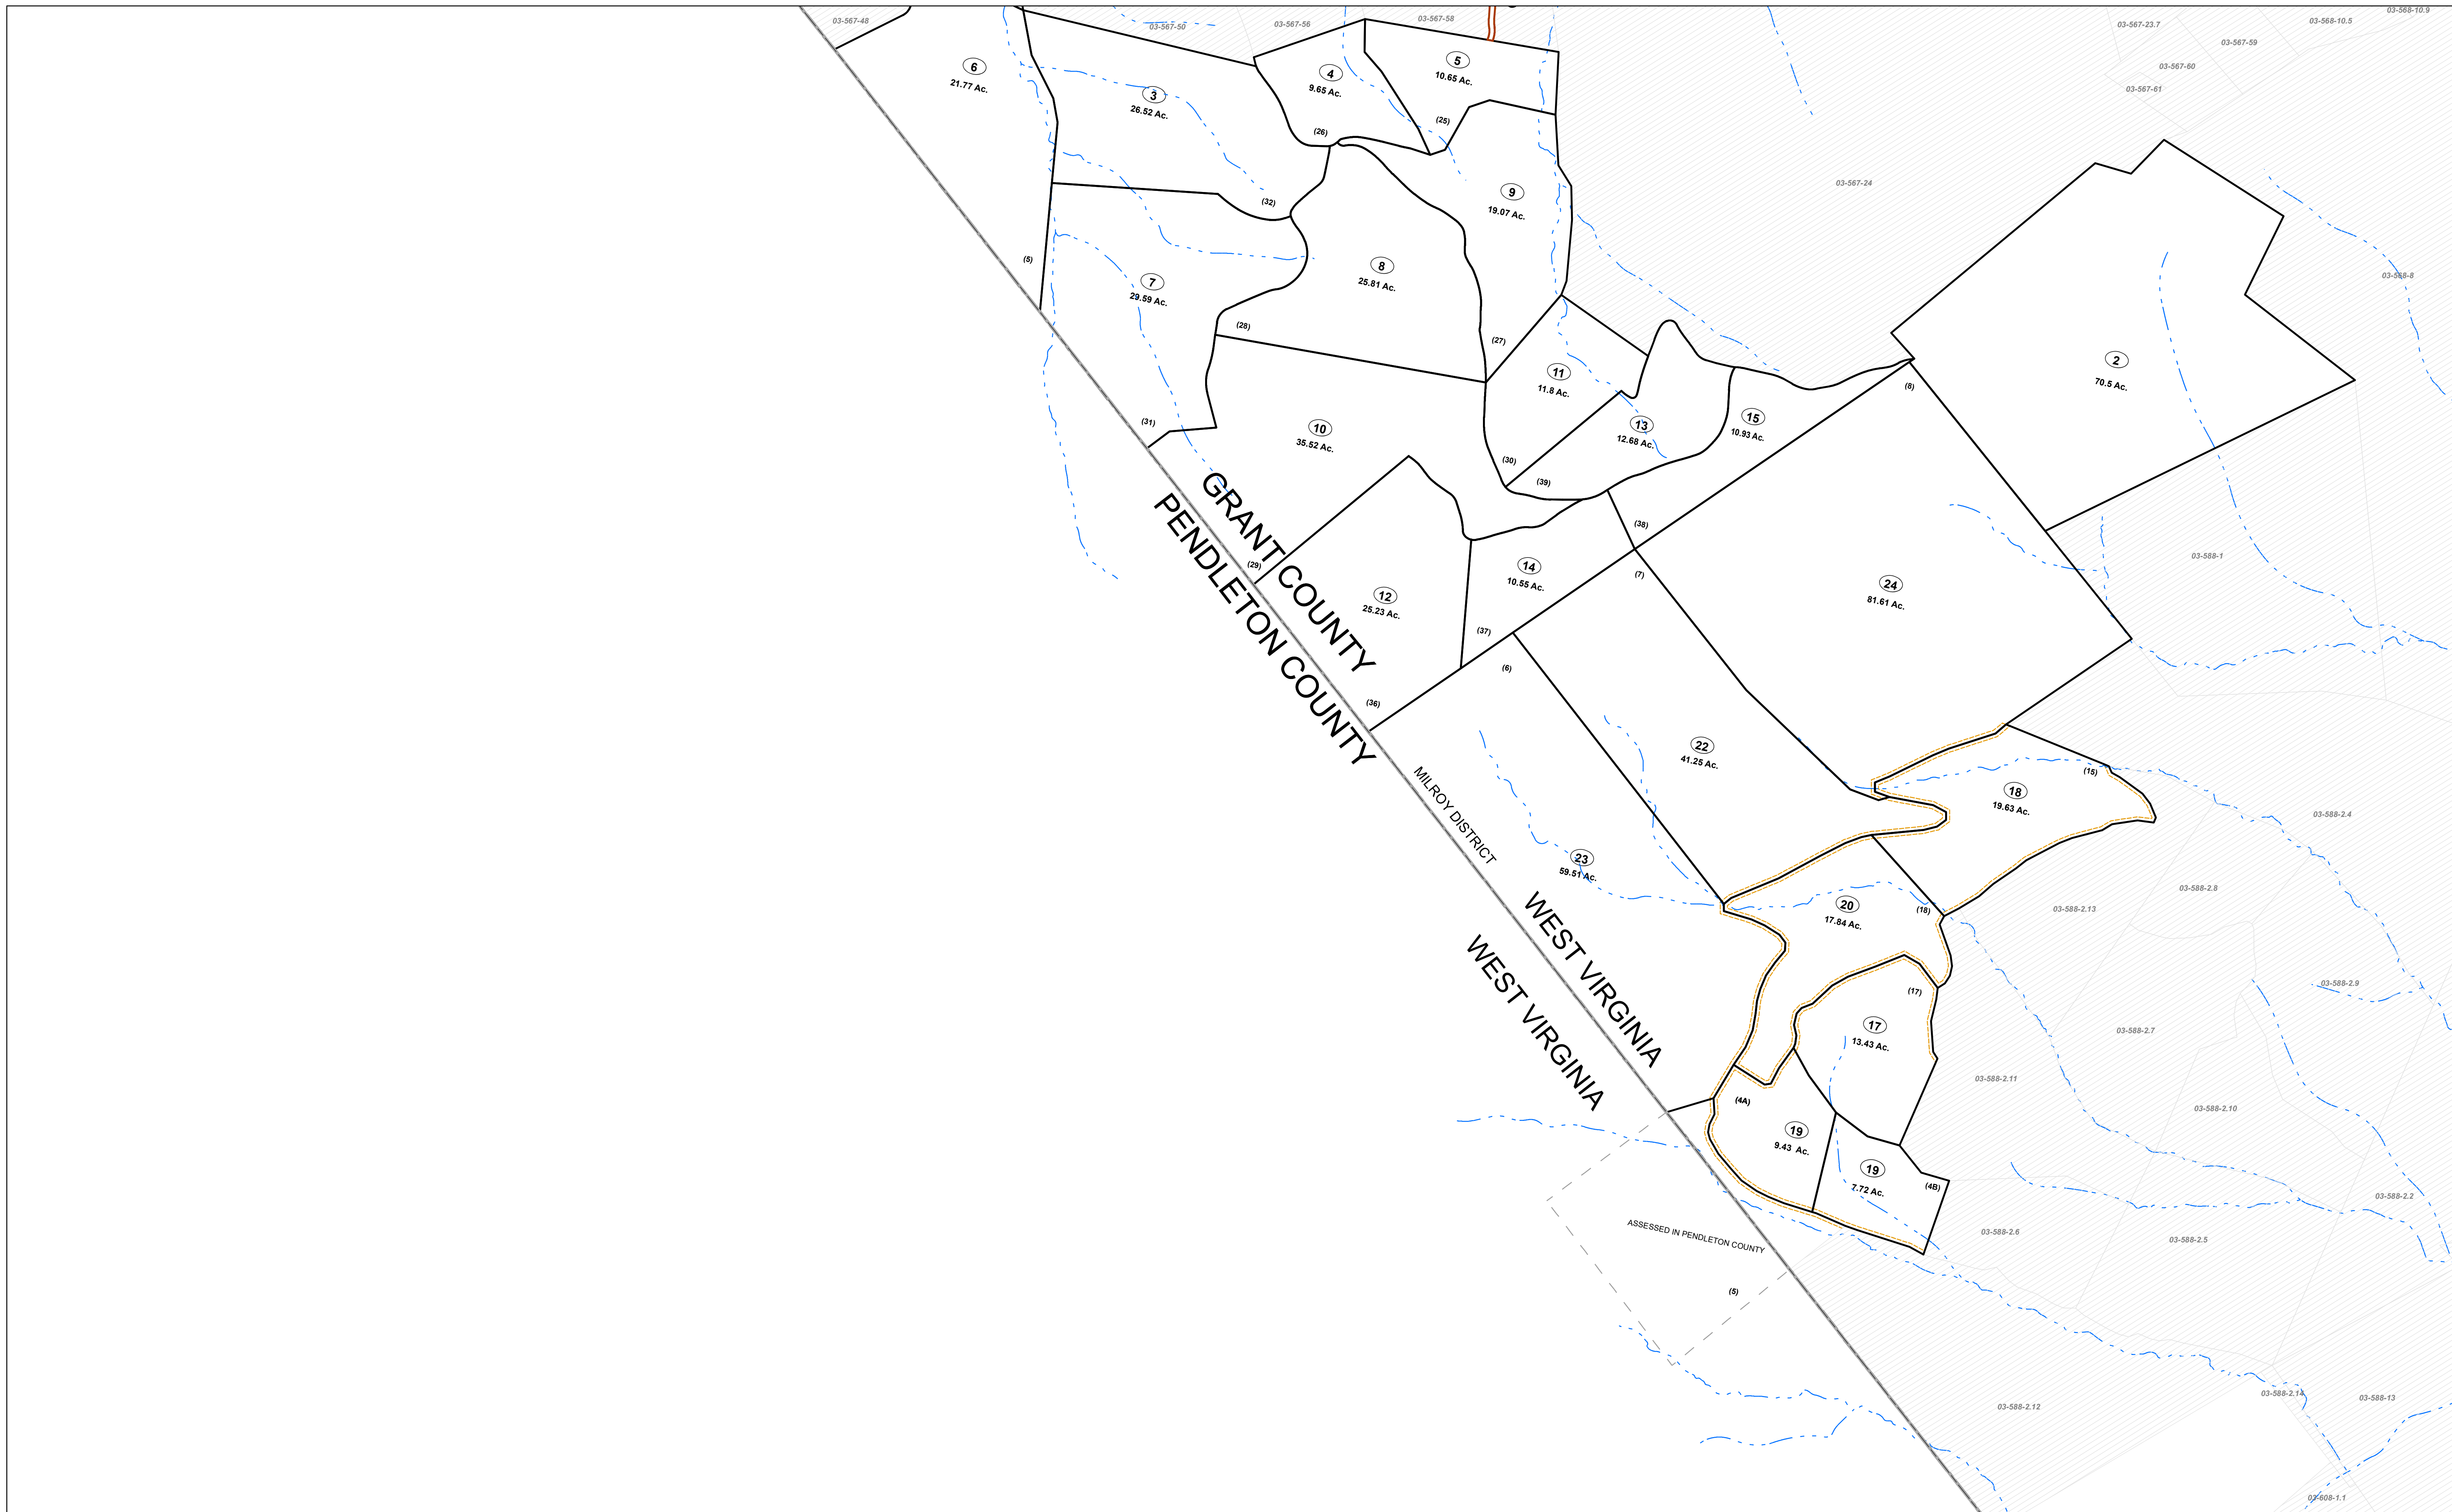 03-567-48
03-567-50
03-567-56
03-567-58
03-567-23.7
03-567-59
03-568-10.5
03-568-10.9
6
21.77 Ac.
3
26.52 Ac.
4
9.65 Ac.
5
10.65 Ac.
03-567-60
03-567-61
(26)
(25)
9
19.07 Ac.
03-567-24
(32)
(5)
7
29.59 Ac.
8
25.81 Ac.
03-568-8
(28)
(27)
2
70.5 Ac.
11
11.8 Ac.
(8)
(31)
10
35.52 Ac.
13
12.68 Ac.
15
10.93 Ac.
(30)
(39)
(38)
GRANT COUNTY
PENDLETON COUNTY
(29)
12
25.23 Ac.
14
10.55 Ac.
(7)
24
81.61 Ac.
03-588-1
(37)
(6)
(36)
22
41.25 Ac.
MILROY DISTRICT
(15)
18
19.63 Ac.
03-588-2.4
23
59.51 Ac.
WEST VIRGINIA
WEST VIRGINIA
20
17.84 Ac.
(18)
03-588-2.8
03-588-2.13
(17)
03-588-2.9
17
13.43 Ac.
03-588-2.7
03-588-2.11
(4A)
03-588-2.10
19
9.43 Ac.
19
7.72 Ac.
(4B)
03-588-2.2
ASSESSED IN PENDLETON COUNTY
03-588-2.6
03-588-2.5
(5)
03-588-2.14
03-588-13
03-588-2.12
03-608-1.1